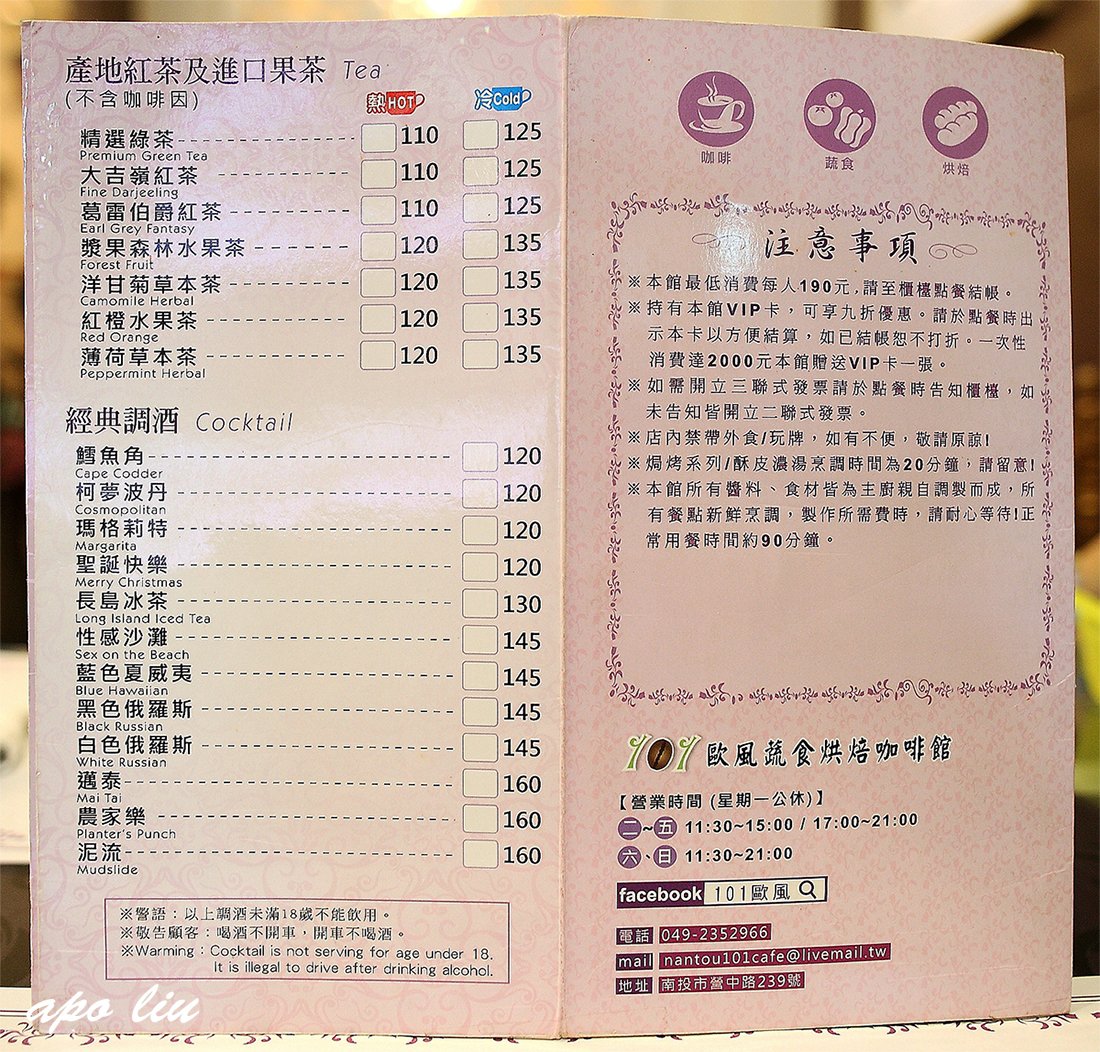 產地紅茶及進口果茶 Tea
(不含咖啡因)
熱 HOT 冷 Cold
精選綠茶 110 125
Premium Green Tea
大吉嶺紅茶 110 125
Fine Darjeeling
葛雷伯爵紅茶 110 125
Earl Grey Fantasy
漿果森林水果茶 120 135
Forest Fruit
洋甘菊草本茶 120 135
Camomile Herbal
紅橙水果茶 120 135
Red Orange
薄荷草本茶 120 135
Peppermint Herbal
經典調酒 Cocktail
鱈魚角 120
Cape Codder
柯夢波丹 120
Cosmopolitan
瑪格莉特 120
Margarita
聖誕快樂 120
Merry Christmas
長島冰茶 130
Long Island Iced Tea
性感沙灘 145
Sex on the Beach
藍色夏威夷 145
Blue Hawaiian
黑色俄羅斯 145
Black Russian
白色俄羅斯 145
White Russian
邁泰 160
Mai Tai
農家樂 160
Planter's Punch
泥流 160
Mudslide
※警語：以上調酒未滿18歲不能飲用。
※敬告顧客：喝酒不開車，開車不喝酒。
※Warming：Cocktail is not serving for age under 18.
It is illegal to drive after drinking alcohol.
咖啡 蔬食 烘焙
注意事項
※本館最低消費每人190元,請至櫃檯點餐結帳。
※持有本館VIP卡，可享九折優惠。請於點餐時出
示本卡以方便結算，如已結帳恕不打折。一次性
消費達2000元本館贈送VIP卡一張。
※如需開立三聯式發票請於點餐時告知櫃檯，如
未告知皆開立二聯式發票。
※店內禁帶外食/玩牌，如有不便，敬請原諒!
※焗烤系列/酥皮濃湯烹調時間為20分鐘，請留意!
※本館所有醬料、食材皆為主廚親自調製而成，所
有餐點新鮮烹調，製作所需費時，請耐心等待!正
常用餐時間約90分鐘。
101 歐風蔬食烘焙咖啡館
【營業時間 (星期一公休)】
二~五 11:30~15:00 / 17:00~21:00
六、日 11:30~21:00
facebook 101歐風
電話 049-2352966
mail nantou101cafe@livemail.tw
地址 南投市營中路239號
apo liu